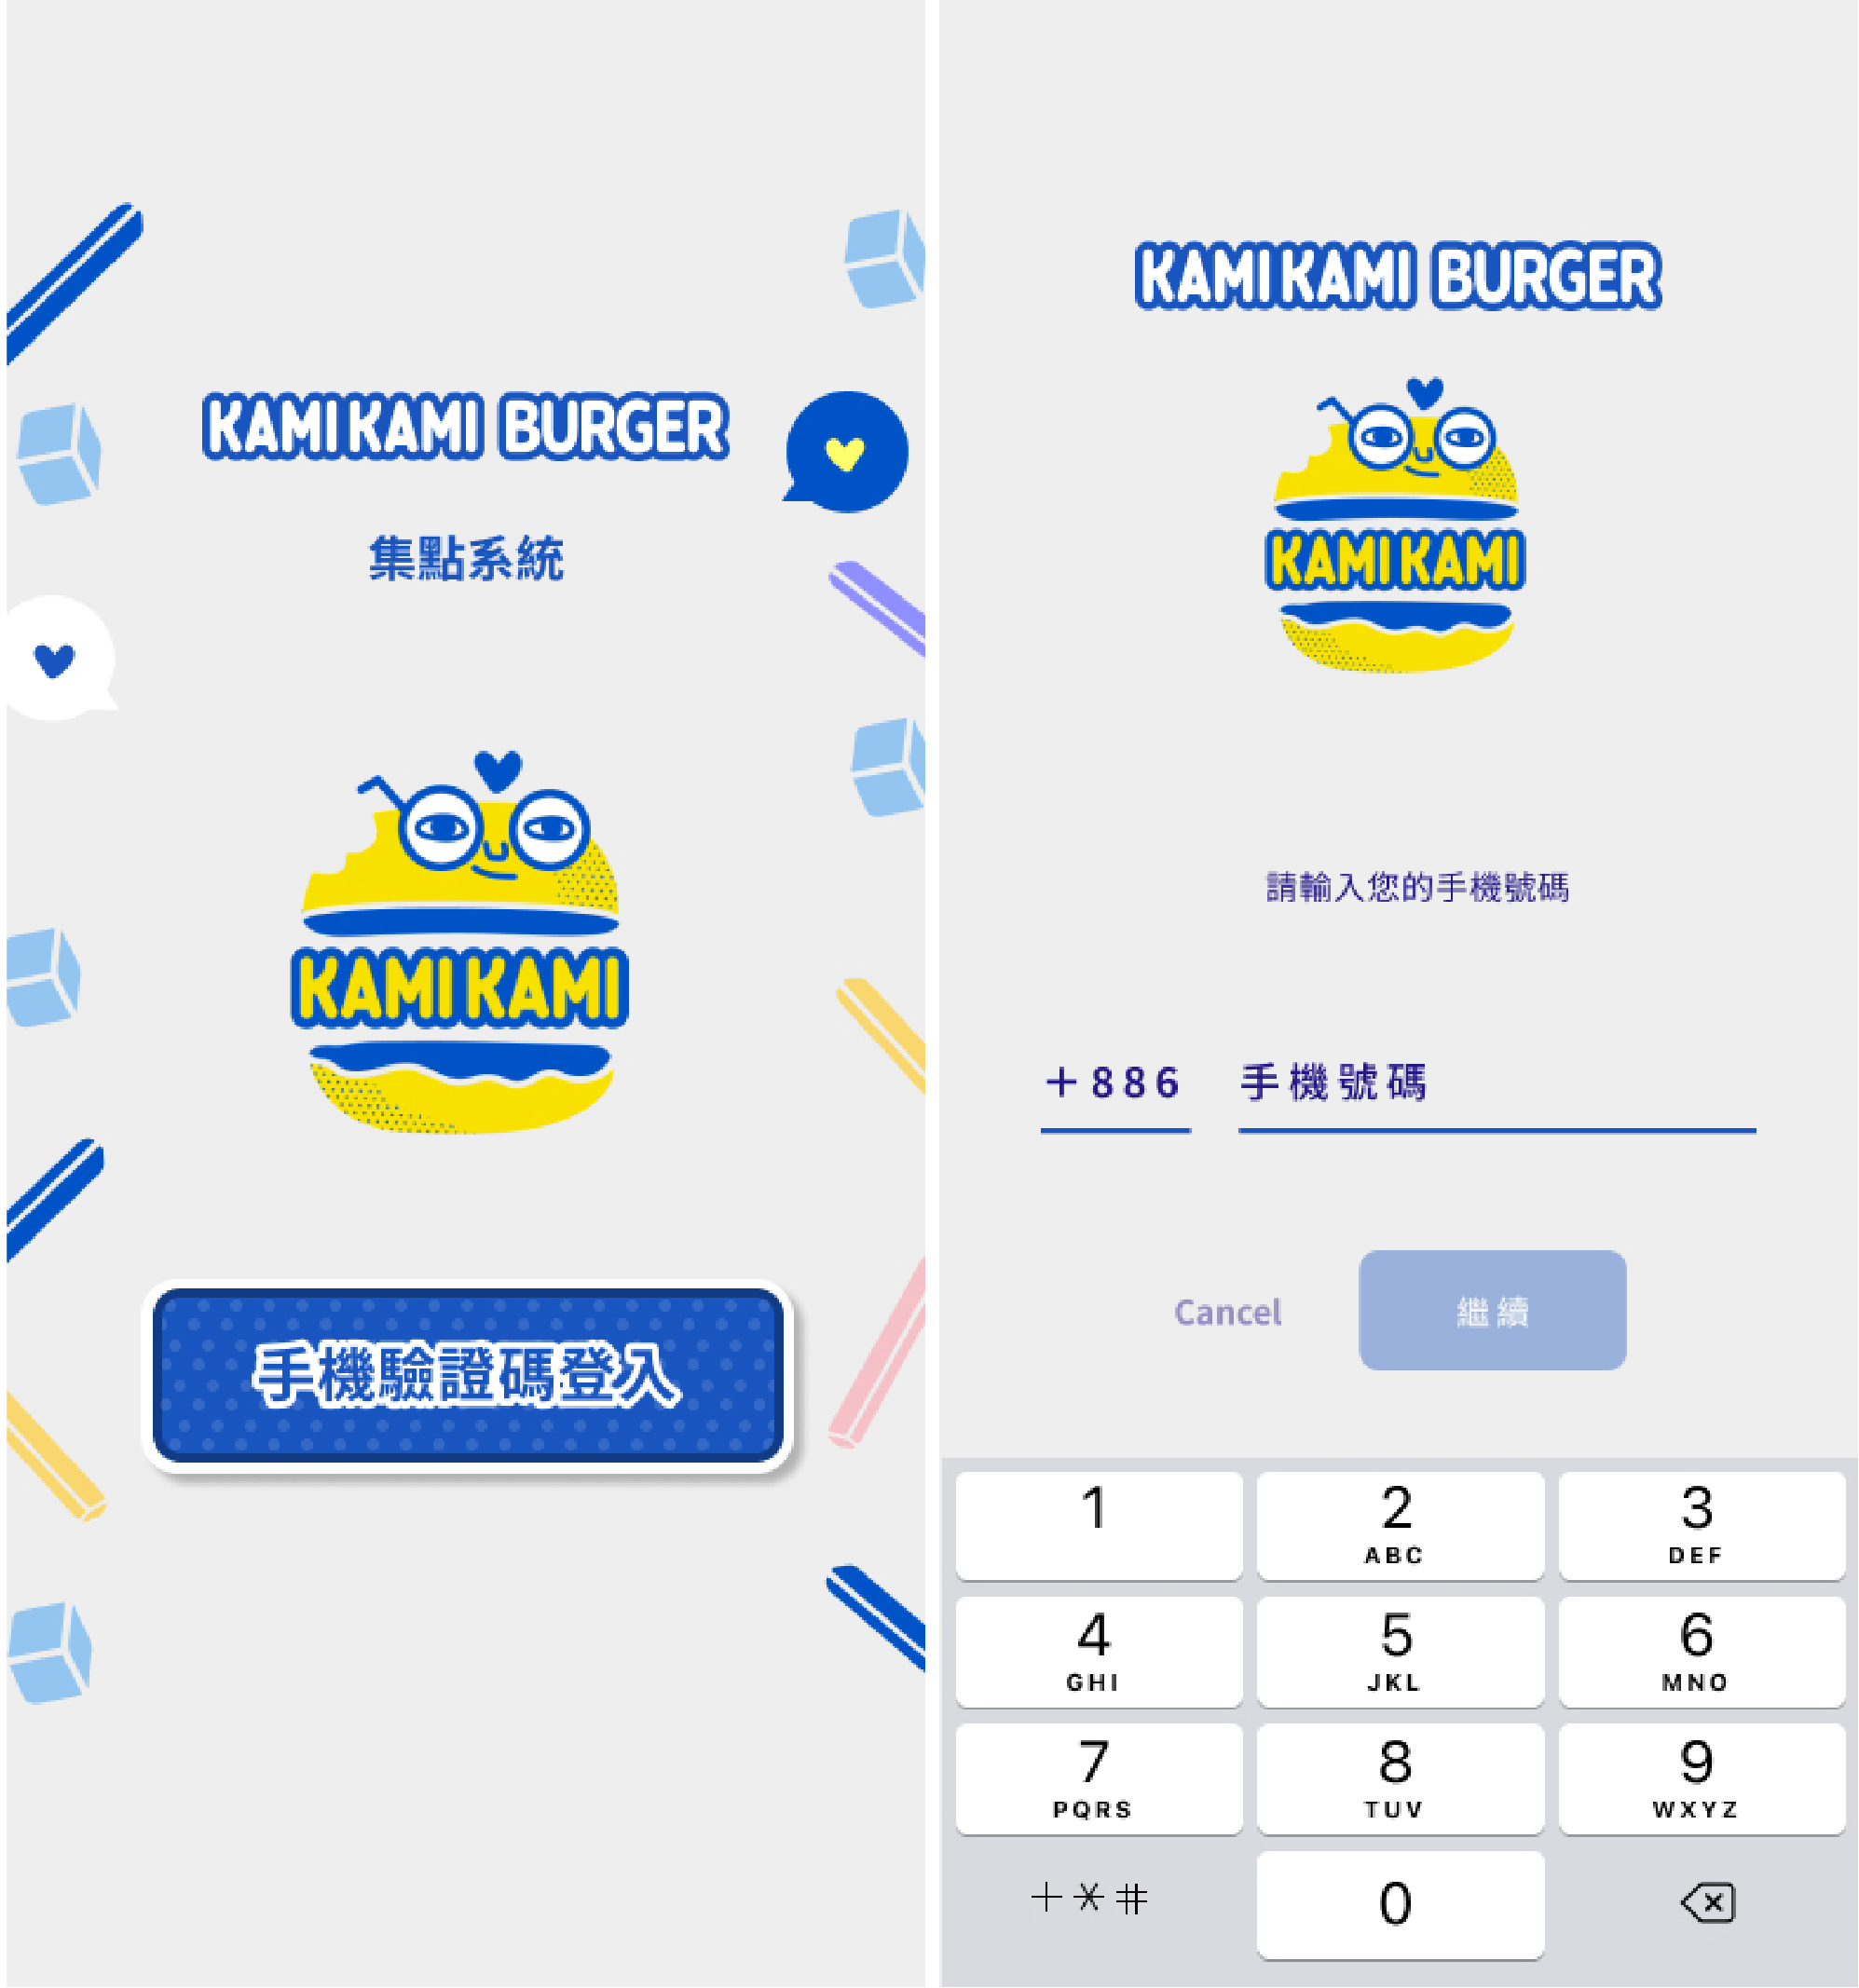 KAMIKAMI BURGER
集點系統
KAMIKAMI
手機驗證碼登入
KAMIKAMI BURGER
KAMIKAMI
請輸入您的手機號碼
+886 手機號碼
Cancel 繼續
1 2 3
ABC DEF
4 5 6
GHI JKL MNO
7 8 9
PQRS TUV WXYZ
+*# 0